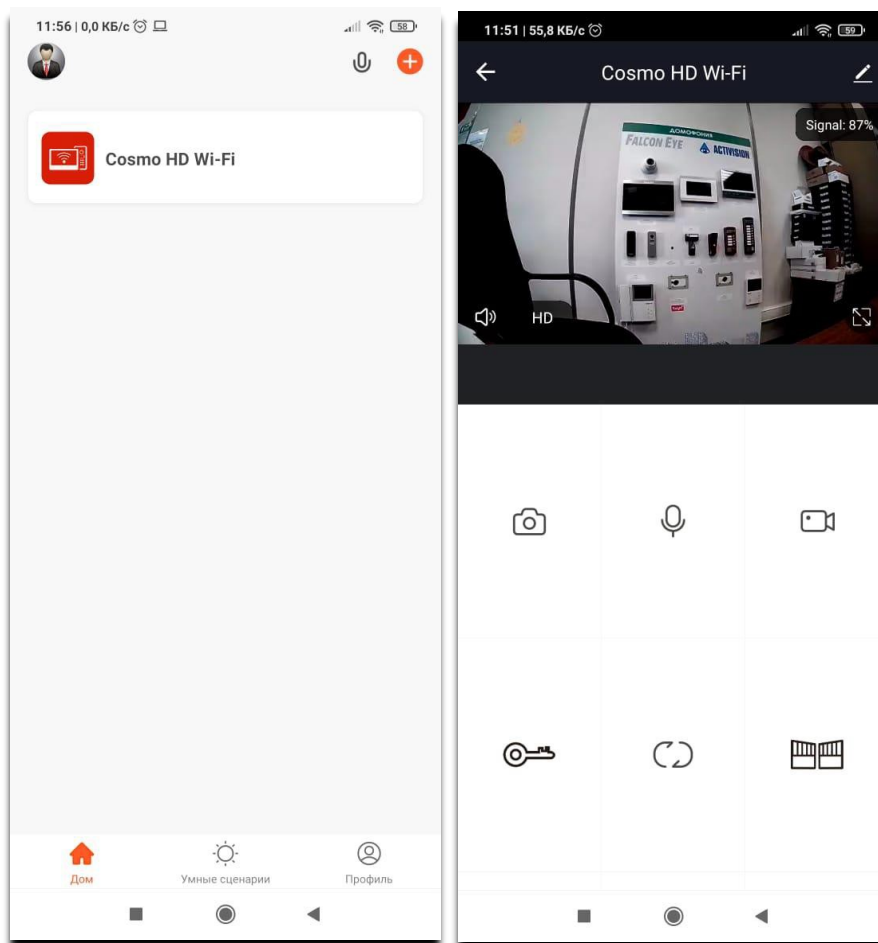 11:56 | 0,0 КБ/с
58
Cosmo HD Wi-Fi
Дом
Умные сценарии
Профиль
11:51 | 55,8 КБ/с
59
Cosmo HD Wi-Fi
Signal: 87%
ДОМОФОНИЯ
FALCON EYE
ACTIVISION
HD